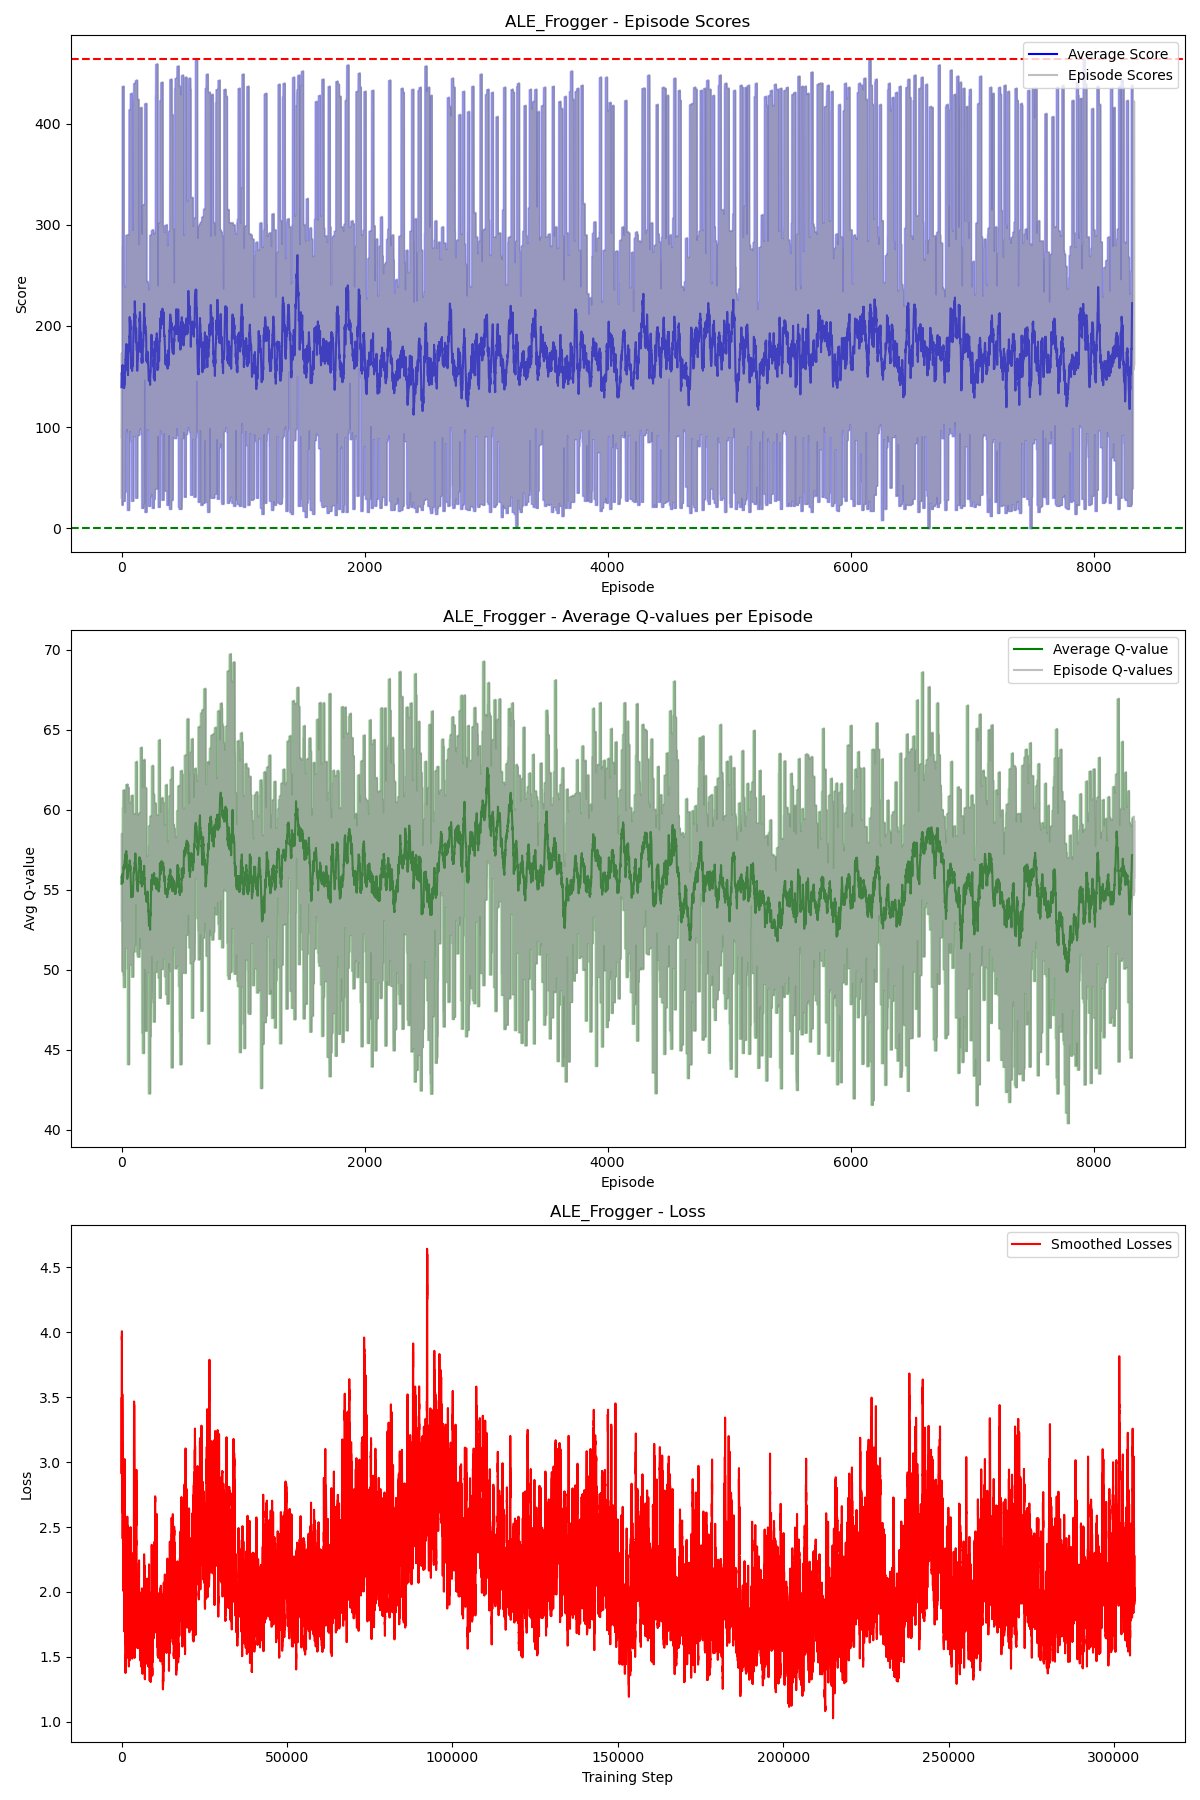 ALE_Frogger - Episode Scores
Average Score
Episode Scores
Score
400
300
200
100
0
0 2000 4000 6000 8000
Episode
ALE_Frogger - Average Q-values per Episode
Average Q-value
Episode Q-values
Avg Q-value
70
65
60
55
50
45
40
0 2000 4000 6000 8000
Episode
ALE_Frogger - Loss
Smoothed Losses
Loss
4.5
4.0
3.5
3.0
2.5
2.0
1.5
1.0
0 50000 100000 150000 200000 250000 300000
Training Step